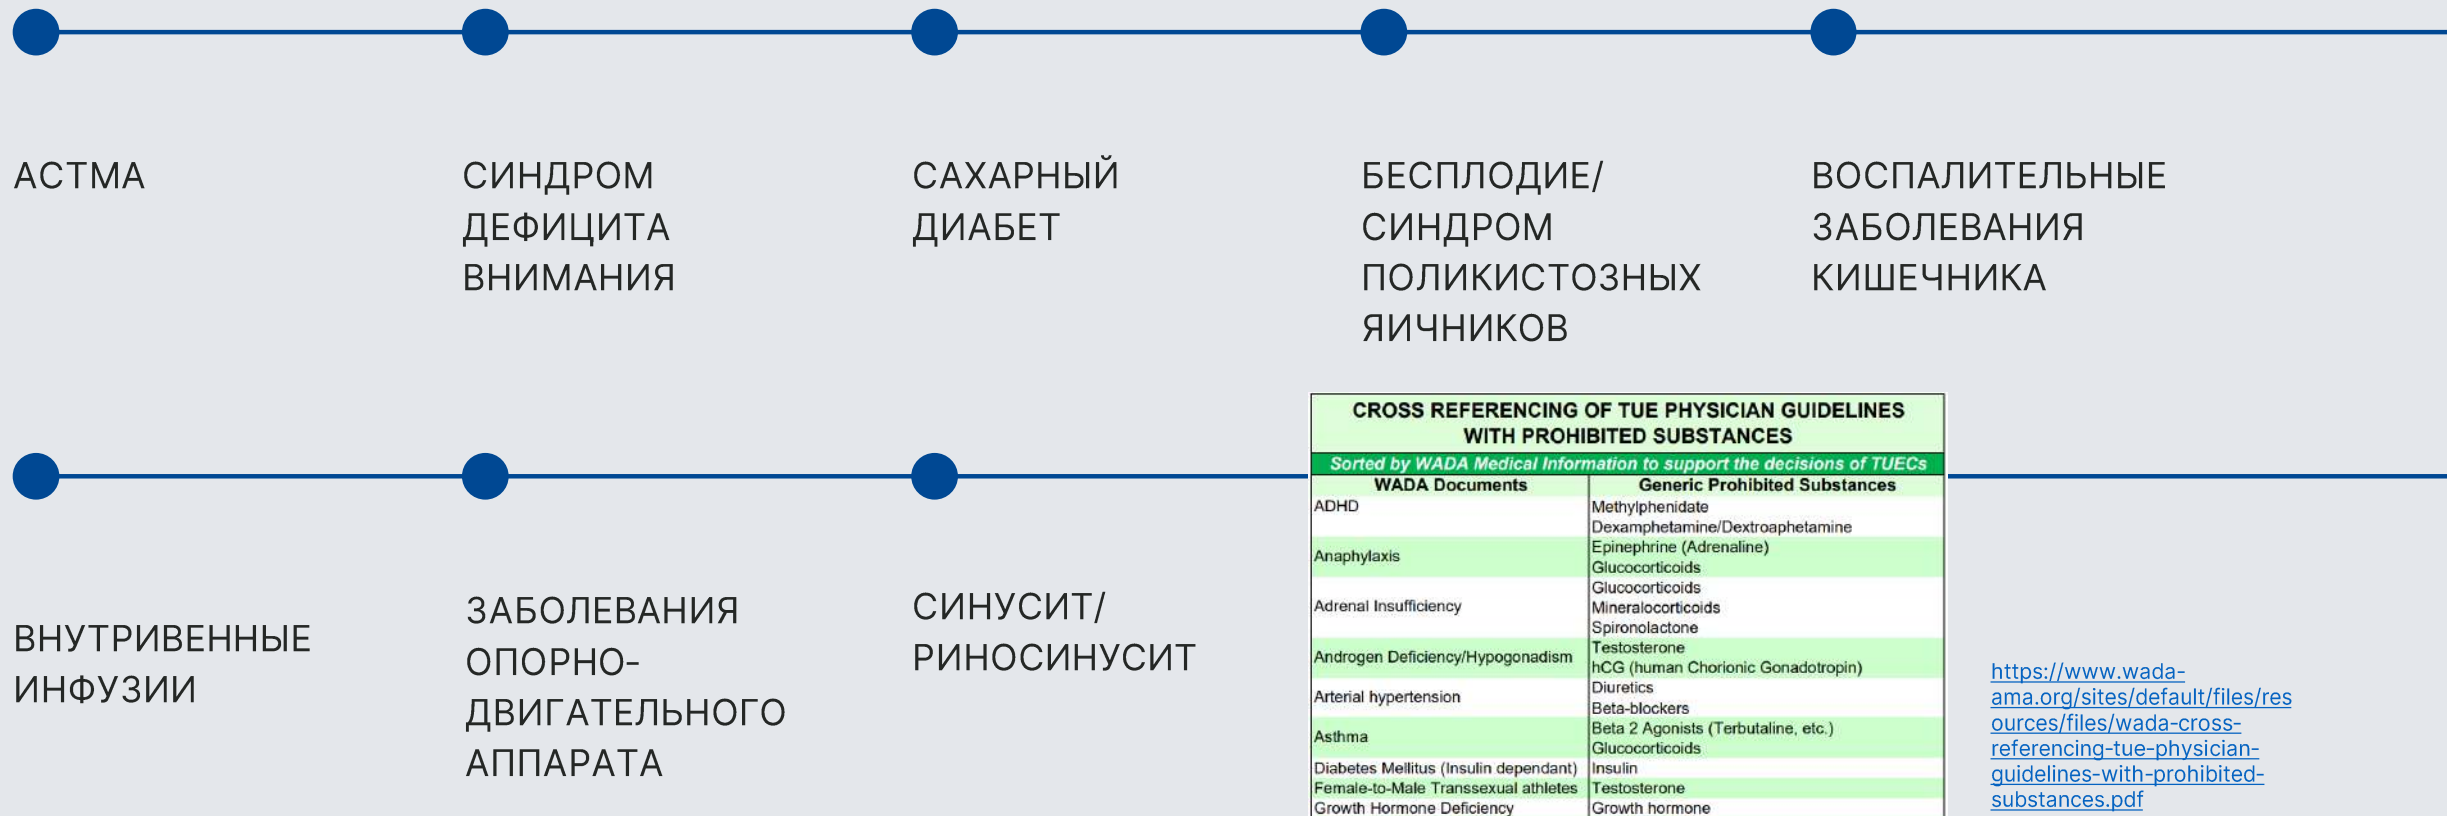 АСТМА
СИНДРОМ
ДЕФИЦИТА
ВНИМАНИЯ
САХАРНЫЙ
ДИАБЕТ
БЕСПЛОДИЕ/
СИНДРОМ
ПОЛИКИСТОЗНЫХ
ЯИЧНИКОВ
ВОСПАЛИТЕЛЬНЫЕ
ЗАБОЛЕВАНИЯ
КИШЕЧНИКА
ВНУТРИВЕННЫЕ
ИНФУЗИИ
ЗАБОЛЕВАНИЯ
ОПОРНО-
ДВИГАТЕЛЬНОГО
АППАРАТА
СИНУСИТ/
РИНОСИНУСИТ
CROSS REFERENCING OF TUE PHYSICIAN GUIDELINES
WITH PROHIBITED SUBSTANCES
Sorted by WADA Medical Information to support the decisions of TUECs
WADA Documents Generic Prohibited Substances
ADHD Methylphenidate
Dexamphetamine/Dextroaphetamine
Anaphylaxis Epinephrine (Adrenaline)
Glucocorticoids
Adrenal Insufficiency Glucocorticoids
Mineralocorticoids
Spironolactone
Androgen Deficiency/Hypogonadism Testosterone
hCG (human Chorionic Gonadotropin)
Arterial hypertension Diuretics
Beta-blockers
Asthma Beta 2 Agonists (Terbutaline, etc.)
Glucocorticoids
Diabetes Mellitus (Insulin dependant) Insulin
Female-to-Male Transsexual athletes Testosterone
Growth Hormone Deficiency Growth hormone
https://www.wada-
ama.org/sites/default/files/res
ources/files/wada-cross-
referencing-tue-physician-
guidelines-with-prohibited-
substances.pdf